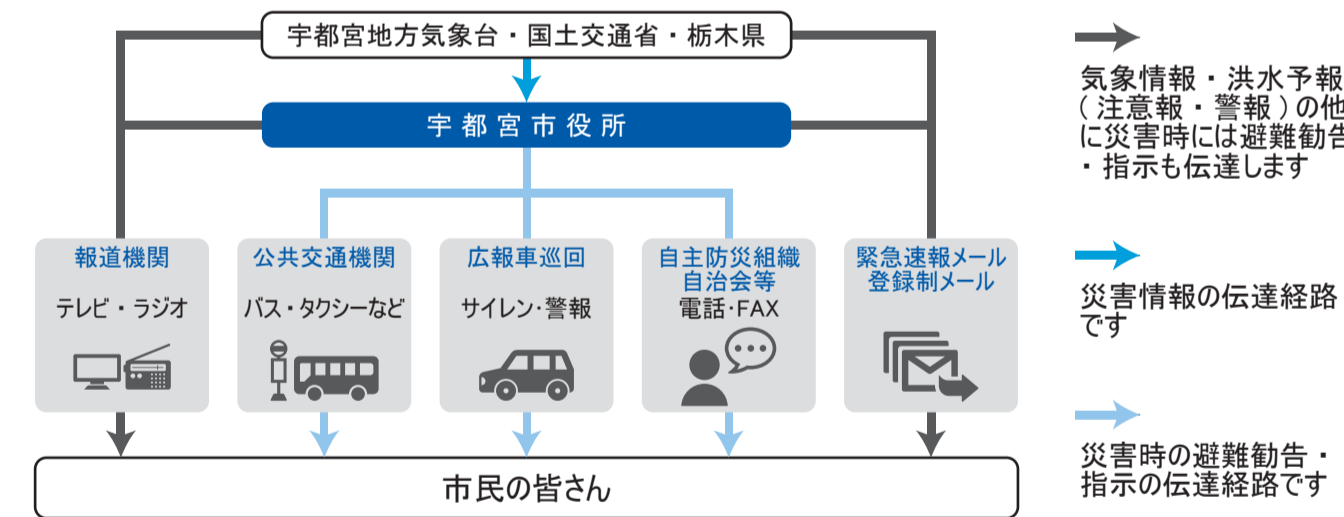 宇都宮地方気象台・国土交通省・栃木県
宇都宮市役所
報道機関
テレビ・ラジオ
公共交通機関
バス・タクシーなど
広報車巡回
サイレン・警報
自主防災組織
自治会等
電話・FAX
緊急速報メール
登録制メール
市民の皆さん
気象情報・洪水予報
(注意報・警報)の他
に災害時には避難勧告
・指示も伝達します
災害情報の伝達経路
です
災害時の避難勧告・
指示の伝達経路です